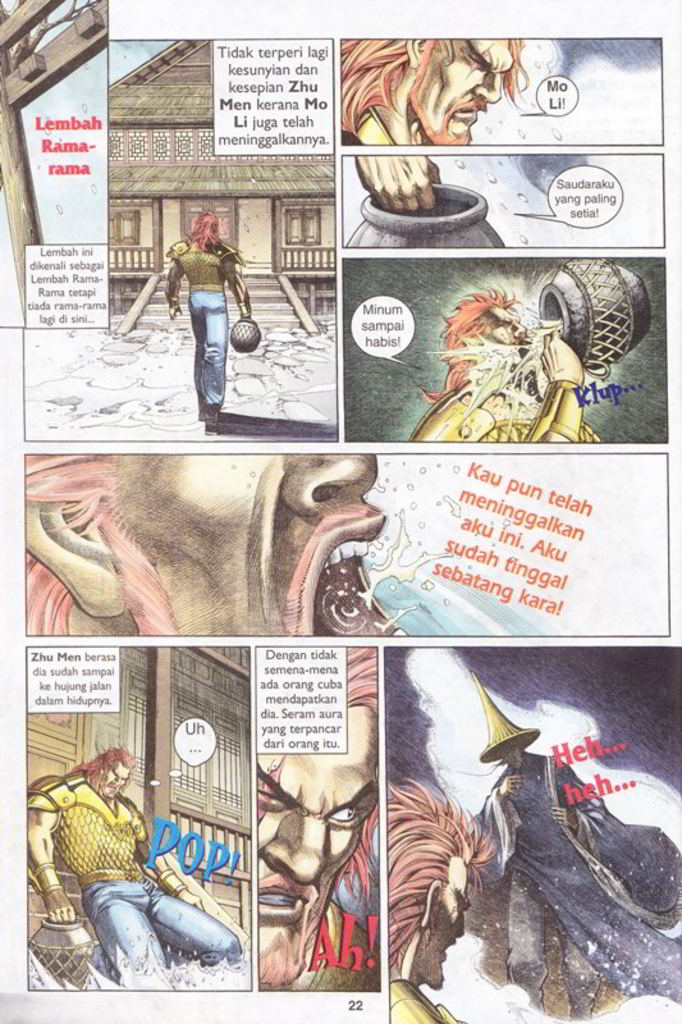 Lembah
Rama-
rama
Lembah ini
dikenali sebagai
Lembah Rama-
Rama tetapi
tiada rama-rama
lagi di sini...
Tidak terperi lagi
kesunyian dan
kesepian Zhu
Men kerana Mo
Li juga telah
meninggalkannya.
Mo
Li!
Saudaraku
yang paling
setia!
Minum
sampai
habis!
Klup...
Kau pun telah
meninggalkan
aku ini. Aku
sudah tinggal
sebatang kara!
Zhu Men berasa
dia sudah sampai
ke hujung jalan
dalam hidupnya.
Uh
...
POP!
Dengan tidak
semena-mena
ada orang cuba
mendapatkan
dia. Seram aura
yang terpancar
dari orang itu.
Ah!
Heh...
heh...
22